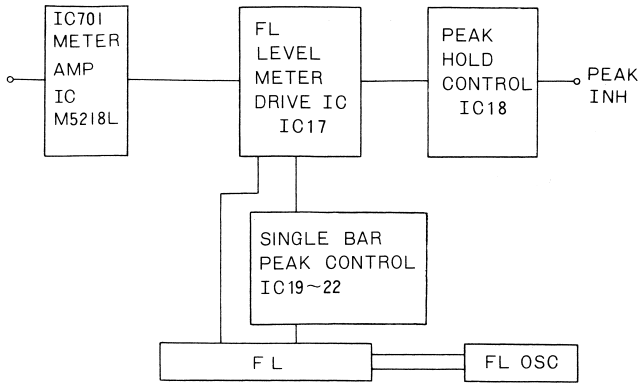 IC701
METER
AMP
IC
M5218L
FL
LEVEL
METER
DRIVE IC
IC17
PEAK
HOLD
CONTROL
IC18
PEAK
INH
SINGLE BAR
PEAK CONTROL
IC19~22
FL
FL OSC